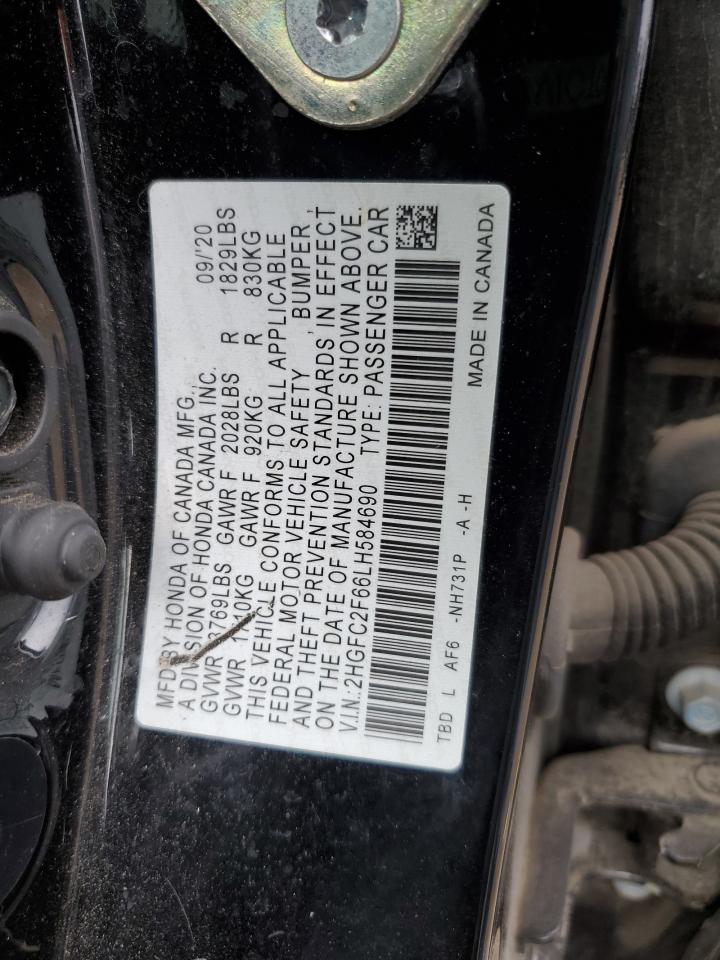 MFD. BY HONDA OF CANADA MFG.,
A DIVISION OF HONDA CANADA INC. 09/'20
GVWR 3769LBS GAWR F 2028LBS R 1829LBS
GVWR GAWR F 920KG R 830KG
THIS VEHICLE CONFORMS TO ALL APPLICABLE
FEDERAL MOTOR VEHICLE SAFETY , BUMPER ,
AND THEFT PREVENTION STANDARDS IN EFFECT
ON THE DATE OF MANUFACTURE SHOWN ABOVE.
V.I.N.:2HGFC2F66LH584690 TYPE: PASSENGER CAR
TBD L AF6 -NH731P -A -H MADE IN CANADA